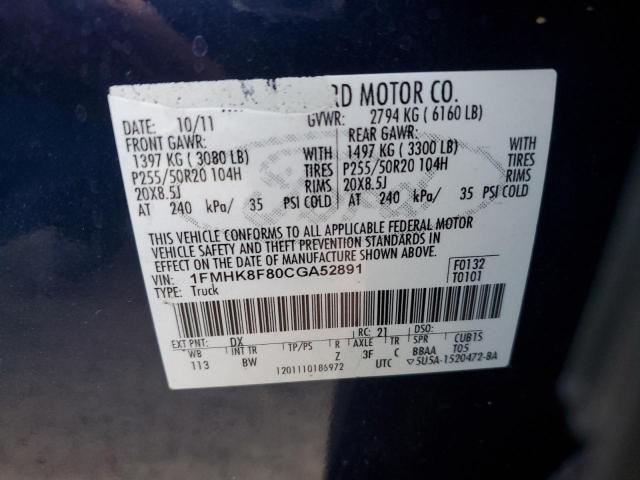 RD MOTOR CO.
DATE: 10/11 GVWR: 2794 KG ( 6160 LB)
FRONT GAWR: REAR GAWR:
1397 KG ( 3080 LB) 1497 KG ( 3300 LB)
P255/50R20 104H TIRES P255/50R20 104H TIRES
20X8.5J RIMS 20X8.5J RIMS
AT 240 kPa/ 35 PSI COLD AT 240 kPa/ 35 PSI COLD
THIS VEHICLE CONFORMS TO ALL APPLICABLE FEDERAL MOTOR
VEHICLE SAFETY AND THEFT PREVENTION STANDARDS IN
EFFECT ON THE DATE OF MANUFACTURE SHOWN ABOVE.
VIN: 1FMHK8F80CGA52891 F0132
TYPE: Truck T0101
EXT PNT: DX RC: 21 DSO:
WB INT TR TP/PS R AXLE TR SPR CUB1S
113 BW Z 3F C BBAA T05
1201110186972 UTC ▽5U5A-1520472-BA